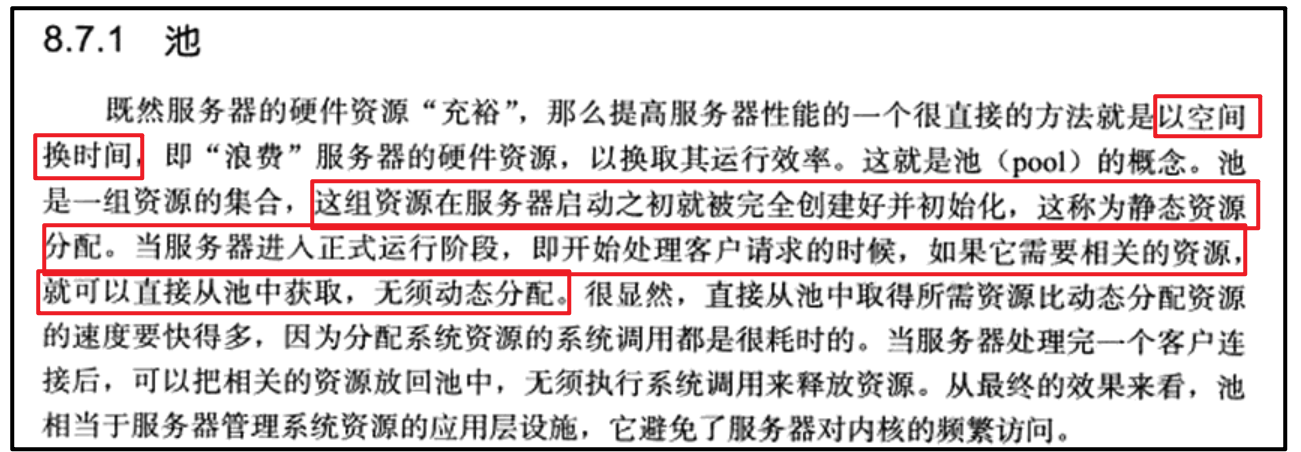 8.7.1 池
既然服务器的硬件资源“充裕”，那么提高服务器性能的一个很直接的方法就是以空间
换时间，即“浪费”服务器的硬件资源，以换取其运行效率。这就是池（pool）的概念。池
是一组资源的集合，这组资源在服务器启动之初就被完全创建好并初始化，这称为静态资源
分配。当服务器进入正式运行阶段，即开始处理客户请求的时候，如果它需要相关的资源，
就可以直接从池中获取，无须动态分配。很显然，直接从池中取得所需资源比动态分配资源
的速度要快得多，因为分配系统资源的系统调用都是很耗时的。当服务器处理完一个客户连
接后，可以把相关的资源放回池中，无须执行系统调用来释放资源。从最终的效果来看，池
相当于服务器管理系统资源的应用层设施，它避免了服务器对内核的频繁访问。